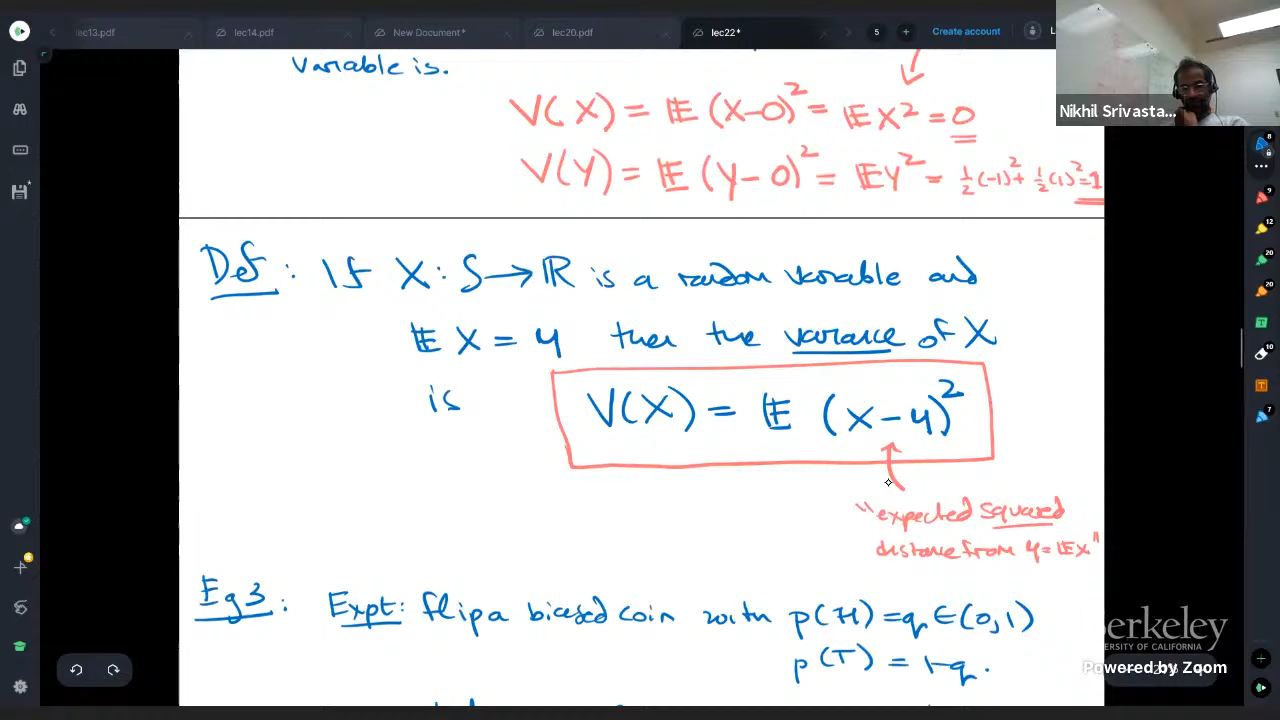 lec13.pdf lec14.pdf New Document* lec20.pdf lec22* 5 + Create account
Nikhil Srivasta...
variable is.
V(X) = 𝔼 (X-0)² = 𝔼X² = 0
V(Y) = 𝔼 (Y-0)² = 𝔼Y² = ½(-1)² + ½(1)² = 1
Def: If X: S → ℝ is a random variable and
𝔼 X = μ then the variance of X
is V(X) = 𝔼 (X-μ)²
"expected squared
distance from μ = 𝔼X"
Eg 3: Expt: flip a biased coin with p(H) = q ∈ (0,1)
p(T) = 1-q.
Berkeley
UNIVERSITY OF CALIFORNIA
Powered by Zoom